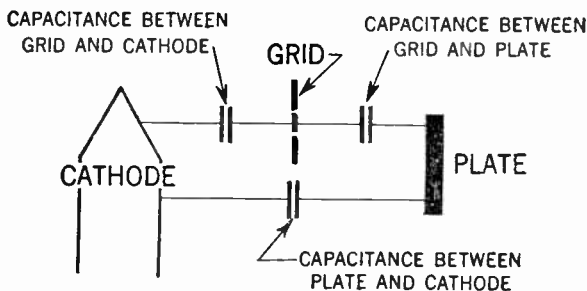 CAPACITANCE BETWEEN
GRID AND CATHODE
GRID
CAPACITANCE BETWEEN
GRID AND PLATE
CATHODE
PLATE
CAPACITANCE BETWEEN
PLATE AND CATHODE